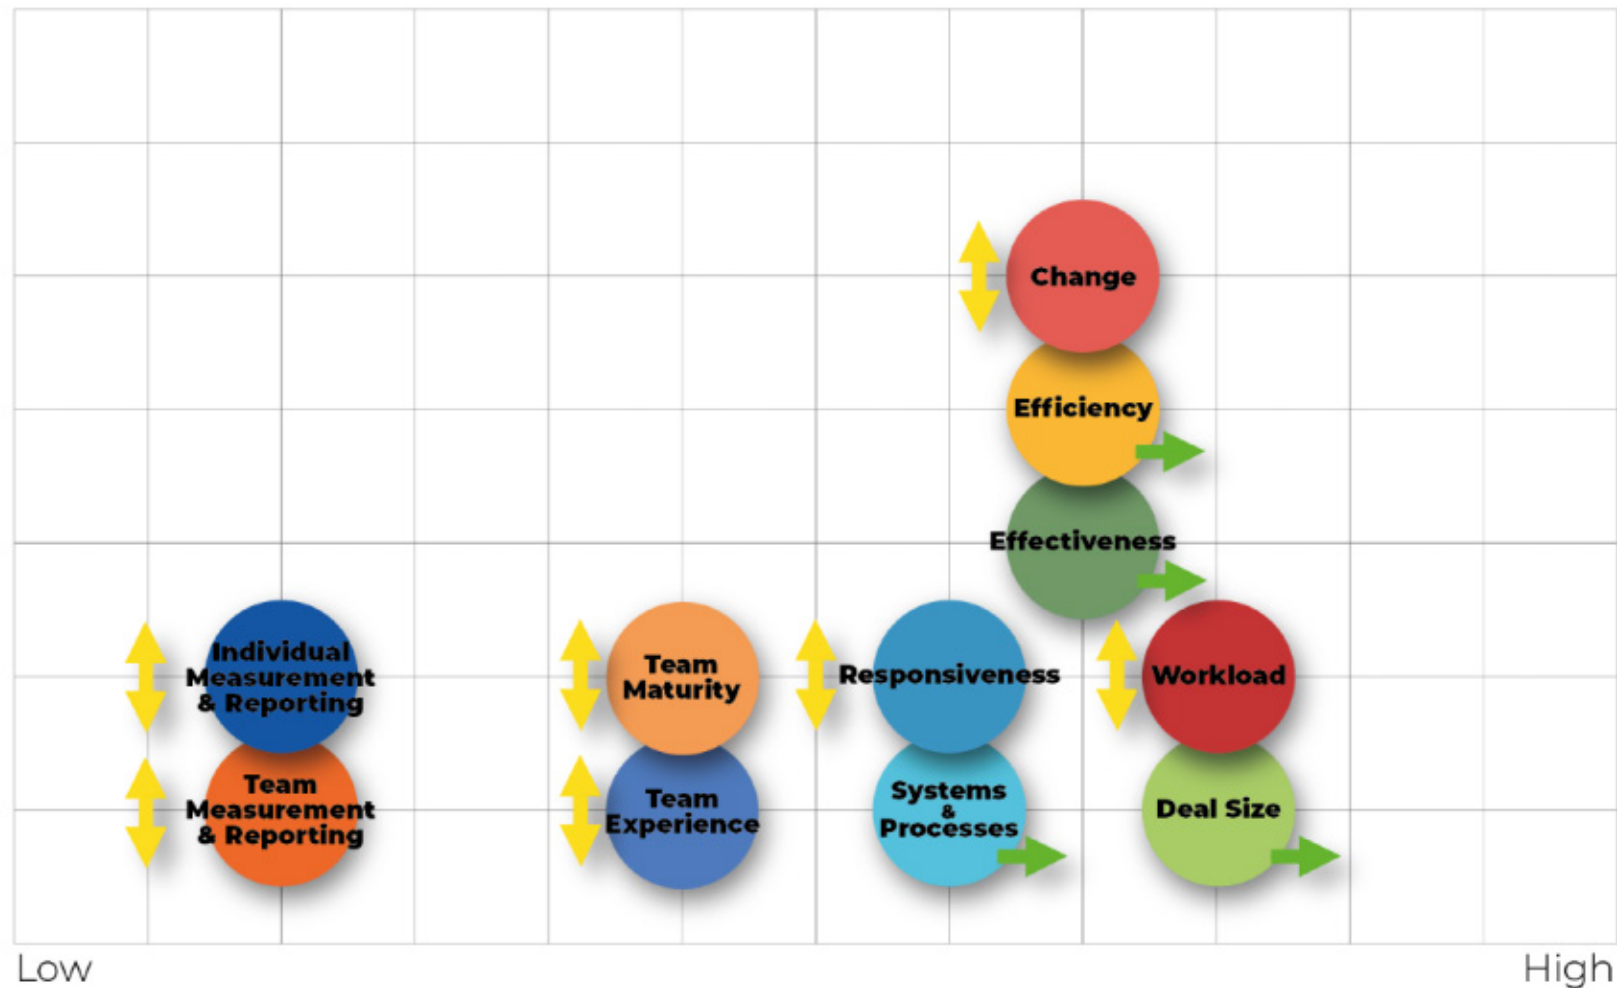 Change
Efficiency
Effectiveness
Individual
Measurement
& Reporting
Team
Maturity
Responsiveness
Workload
Team
Measurement
& Reporting
Team
Experience
Systems
&
Processes
Deal Size
Low
High